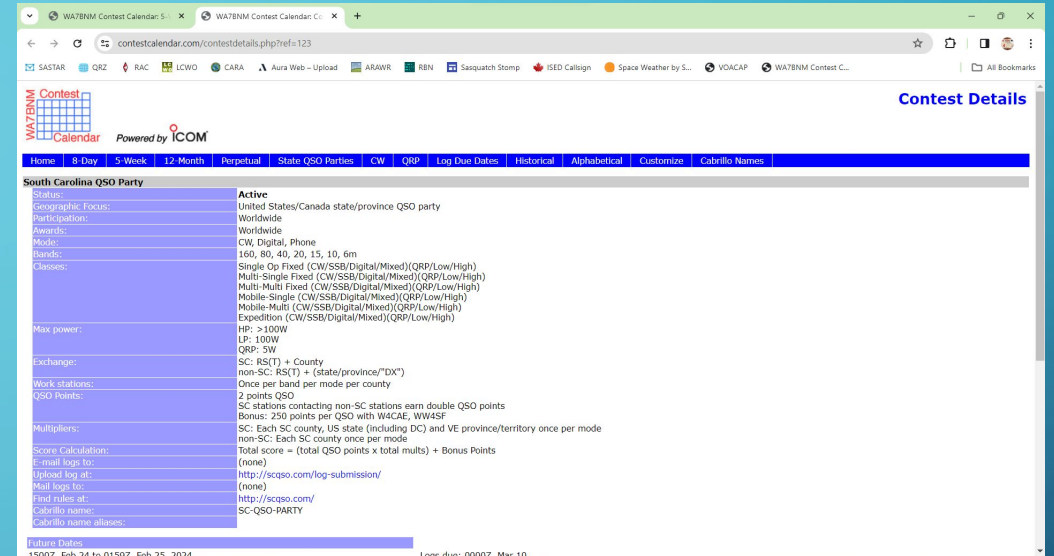 WA7BNM Contest Calendar: 5-
WA7BNM Contest Calendar: Co
contestcalendar.com/contestdetails.php?ref=123
SASTAR QRZ RAC LCWO CARA Aura Web – Upload ARAWR RBN Sasquatch Stomp ISED Callsign Space Weather by S... VOACAP WA7BNM Contest C... All Bookmarks
WA7BNM Contest Calendar
Powered by ICOM
Contest Details
Home 8-Day 5-Week 12-Month Perpetual State QSO Parties CW QRP Log Due Dates Historical Alphabetical Customize Cabrillo Names
South Carolina QSO Party
Status: Active
Geographic Focus: United States/Canada state/province QSO party
Participation: Worldwide
Awards: Worldwide
Mode: CW, Digital, Phone
Bands: 160, 80, 40, 20, 15, 10, 6m
Classes: Single Op Fixed (CW/SSB/Digital/Mixed)(QRP/Low/High)
Multi-Single Fixed (CW/SSB/Digital/Mixed)(QRP/Low/High)
Multi-Multi Fixed (CW/SSB/Digital/Mixed)(QRP/Low/High)
Mobile-Single (CW/SSB/Digital/Mixed)(QRP/Low/High)
Mobile-Multi (CW/SSB/Digital/Mixed)(QRP/Low/High)
Expedition (CW/SSB/Digital/Mixed)(QRP/Low/High)
Max power: HP: >100W
LP: 100W
QRP: 5W
Exchange: SC: RS(T) + County
non-SC: RS(T) + (state/province/"DX")
Work stations: Once per band per mode per county
QSO Points: 2 points QSO
SC stations contacting non-SC stations earn double QSO points
Bonus: 250 points per QSO with W4CAE, WW4SF
Multipliers: SC: Each SC county, US state (including DC) and VE province/territory once per mode
non-SC: Each SC county once per mode
Score Calculation: Total score = (total QSO points x total mults) + Bonus Points
E-mail logs to: (none)
Upload log at: http://scqso.com/log-submission/
Mail logs to: (none)
Find rules at: http://scqso.com/
Cabrillo name: SC-QSO-PARTY
Cabrillo name aliases:
Future Dates
1500Z, Feb 24 to 0159Z, Feb 25, 2024 Logs due: 0000Z, Mar 10